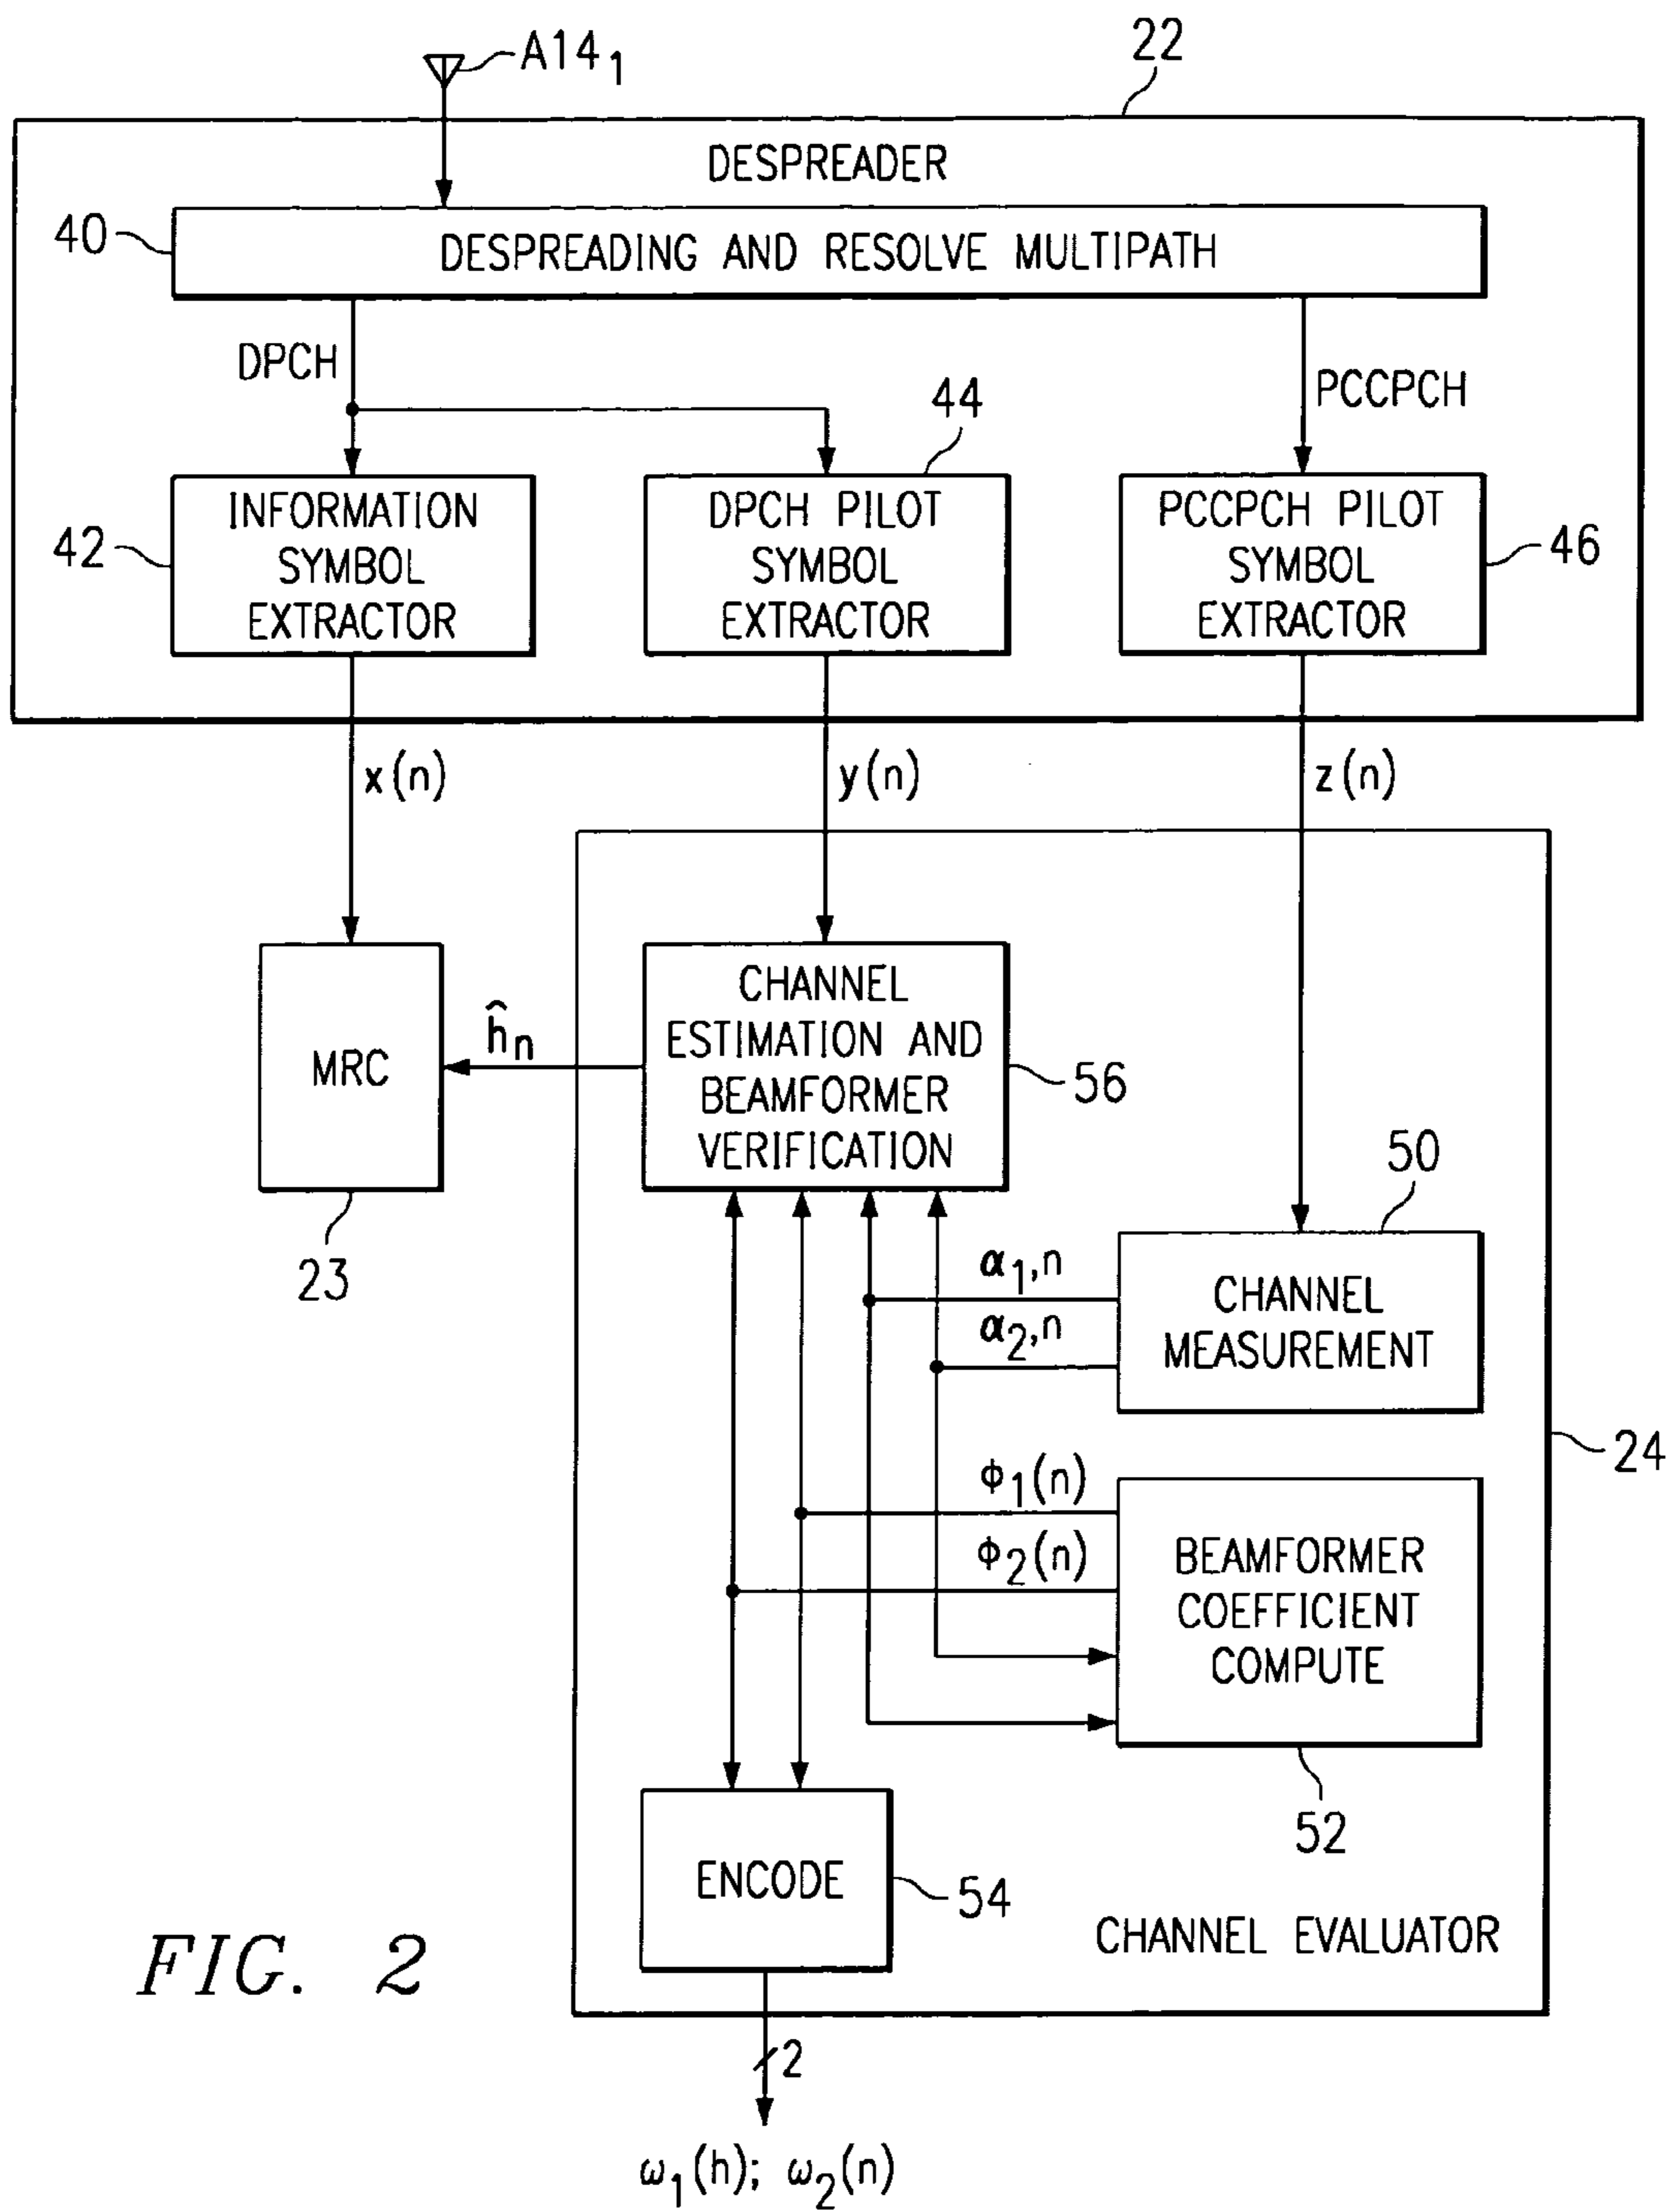 A14₁
22
DESPREADER
40
DESPREADING AND RESOLVE MULTIPATH
DPCH
PCCPCH
44
42
INFORMATION
SYMBOL
EXTRACTOR
DPCH PILOT
SYMBOL
EXTRACTOR
PCCPCH PILOT
SYMBOL
EXTRACTOR
46
x(n)
y(n)
z(n)
MRC
23
ĥₙ
CHANNEL
ESTIMATION AND
BEAMFORMER
VERIFICATION
56
50
α₁,n
α₂,n
CHANNEL
MEASUREMENT
24
ϕ₁(n)
ϕ₂(n)
BEAMFORMER
COEFFICIENT
COMPUTE
52
ENCODE
54
CHANNEL EVALUATOR
FIG. 2
2
ω₁(h); ω₂(n)